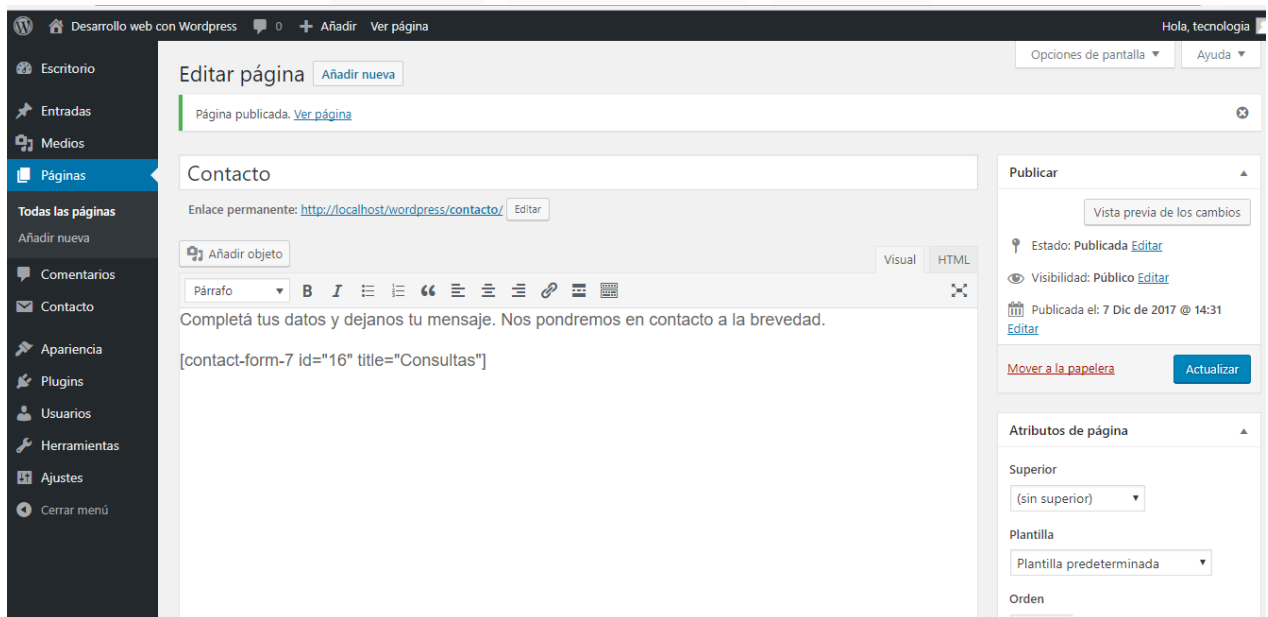 Desarrollo web con Wordpress 0 Añadir Ver página Hola, tecnologia
Opciones de pantalla Ayuda
Escritorio
Entradas
Medios
Páginas
Todas las páginas
Añadir nueva
Comentarios
Contacto
Apariencia
Plugins
Usuarios
Herramientas
Ajustes
Cerrar menú
Editar página Añadir nueva
Página publicada. Ver página
Contacto
Enlace permanente: http://localhost/wordpress/contacto/ Editar
Añadir objeto
Visual HTML
Párrafo B I
Completá tus datos y dejanos tu mensaje. Nos pondremos en contacto a la brevedad.
[contact-form-7 id="16" title="Consultas"]
Publicar
Vista previa de los cambios
Estado: Publicada Editar
Visibilidad: Público Editar
Publicada el: 7 Dic de 2017 @ 14:31
Editar
Mover a la papelera Actualizar
Atributos de página
Superior
(sin superior)
Plantilla
Plantilla predeterminada
Orden